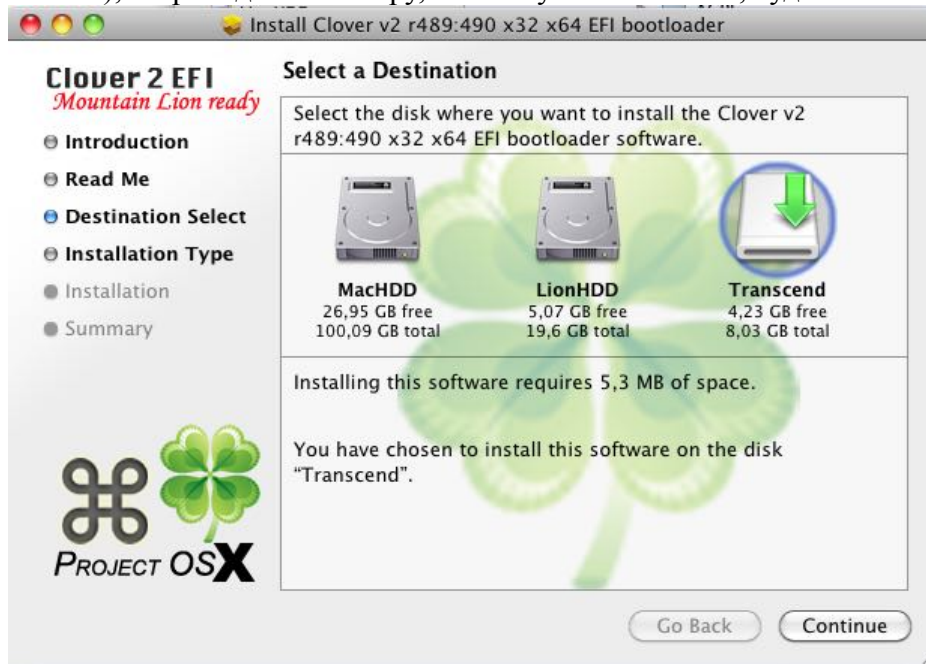 Install Clover v2 r489:490 x32 x64 EFI bootloader
Clover 2 EFI
Mountain Lion ready
Introduction
Read Me
Destination Select
Installation Type
Installation
Summary
PROJECT OSX
Select a Destination
Select the disk where you want to install the Clover v2
r489:490 x32 x64 EFI bootloader software.
MacHDD
26,95 GB free
100,09 GB total
LionHDD
5,07 GB free
19,6 GB total
Transcend
4,23 GB free
8,03 GB total
Installing this software requires 5,3 MB of space.
You have chosen to install this software on the disk
“Transcend”.
Go Back
Continue